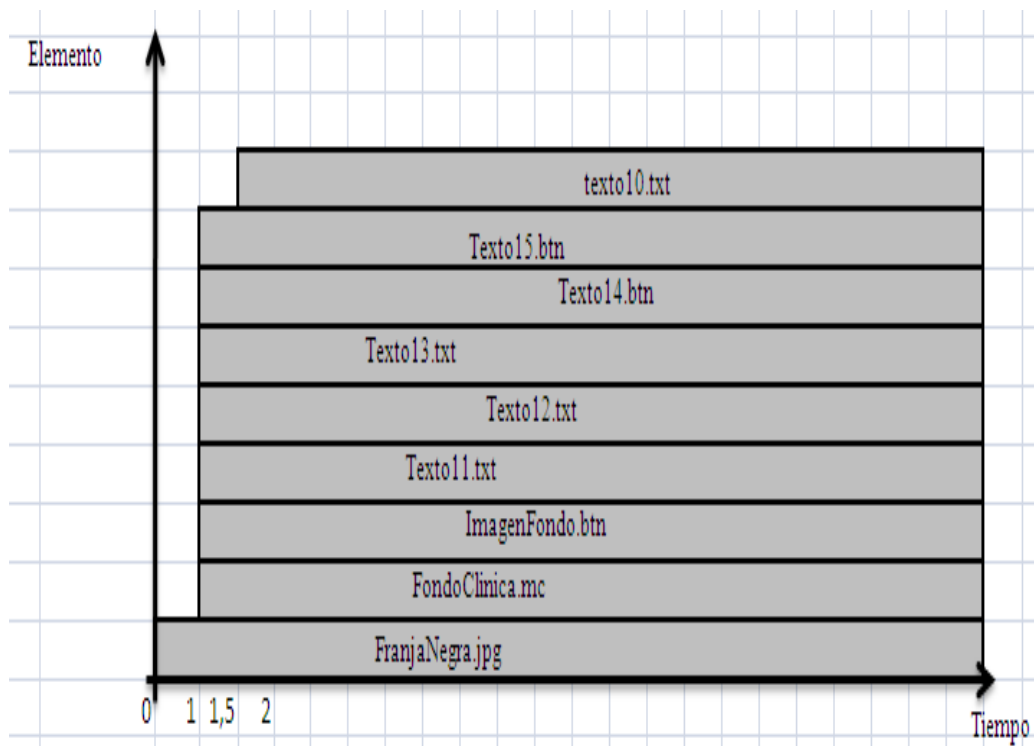 Elemento
texto10.txt
Texto15.btn
Texto14.btn
Texto13.txt
Texto12.txt
Texto11.txt
ImagenFondo.btn
FondoClinica.mc
FranjaNegra.jpg
0 1 1,5 2
Tiempo